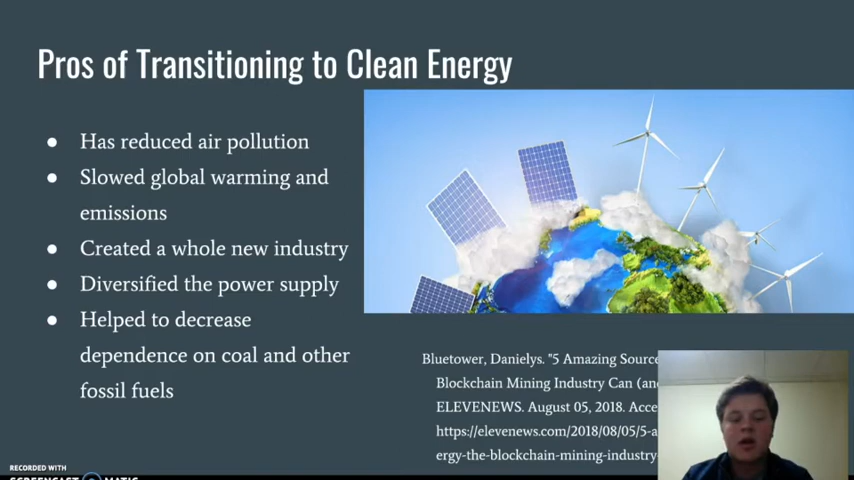 Pros of Transitioning to Clean Energy
● Has reduced air pollution
● Slowed global warming and
emissions
● Created a whole new industry
● Diversified the power supply
● Helped to decrease
dependence on coal and other
fossil fuels
Bluetower, Danielys. "5 Amazing Source
Blockchain Mining Industry Can (an
ELEVENEWS. August 05, 2018. Acce
https://elevenews.com/2018/08/05/5-a
ergy-the-blockchain-mining-industry-
RECORDED WITH
SCREENCAST MATIC